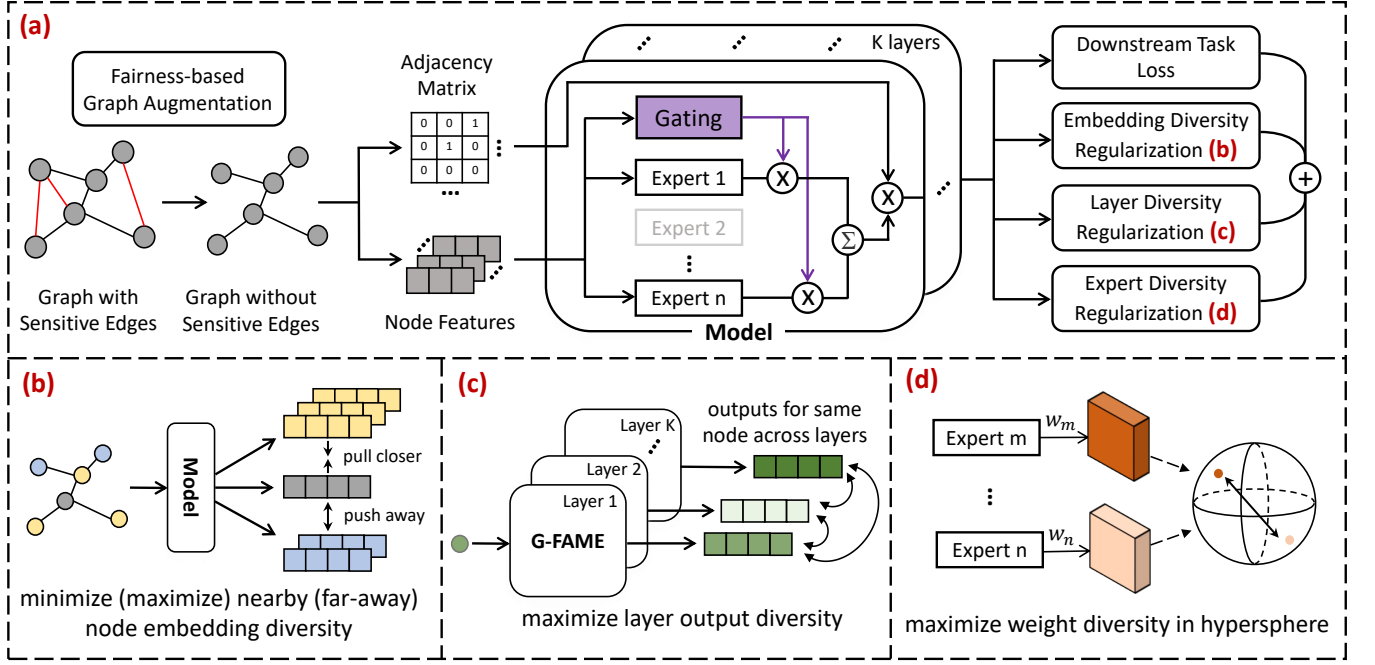 (a)
Fairness-based
Graph Augmentation
Graph with
Sensitive Edges
Graph without
Sensitive Edges
Adjacency
Matrix
0 0 1
0 1 0
0 0 0
Node Features
K layers
Gating
Expert 1
X
Expert 2
Σ
X
Expert n
X
Model
Downstream Task
Loss
Embedding Diversity
Regularization (b)
Layer Diversity
Regularization (c)
Expert Diversity
Regularization (d)
+
(b)
Model
pull closer
push away
minimize (maximize) nearby (far-away)
node embedding diversity
(c)
Layer K
Layer 2
Layer 1
G-FAME
outputs for same
node across layers
maximize layer output diversity
(d)
Expert m
wm
Expert n
wn
maximize weight diversity in hypersphere